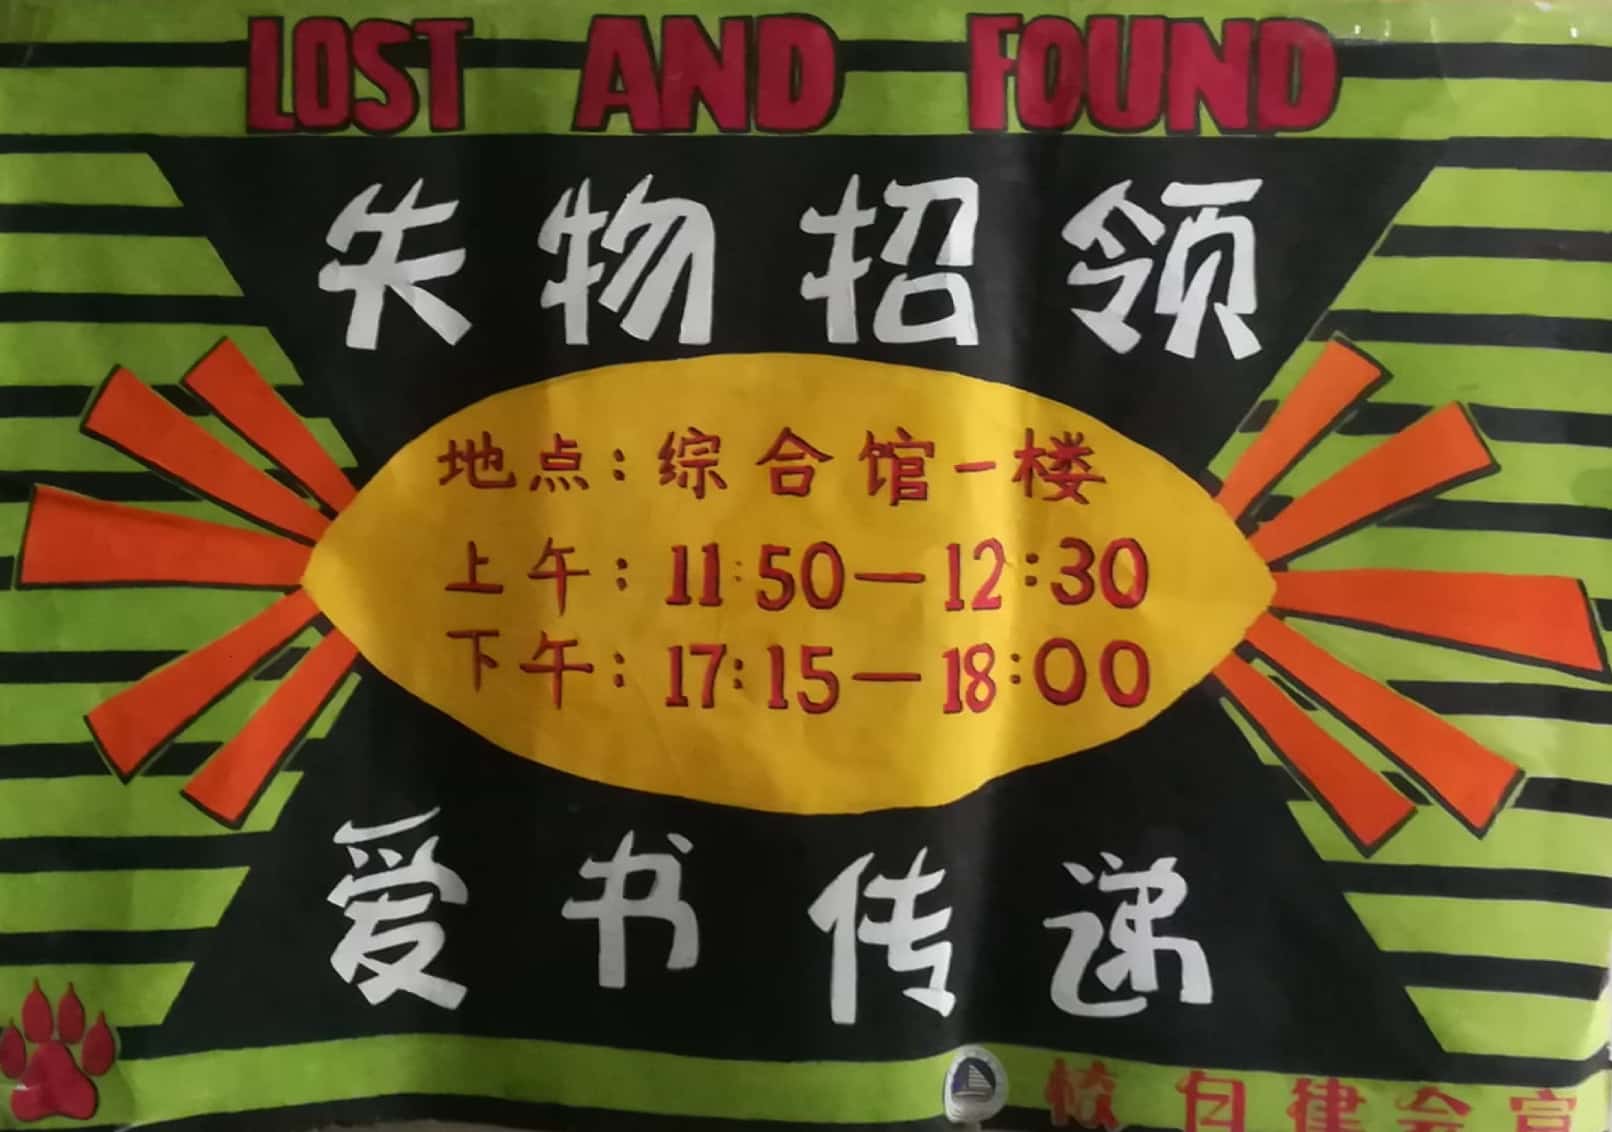 LOST AND FOUND
失物招领
地点:综合馆一楼
上午:11:50—12:30
下午:17:15—18:00
爱书传递
校自律会宣